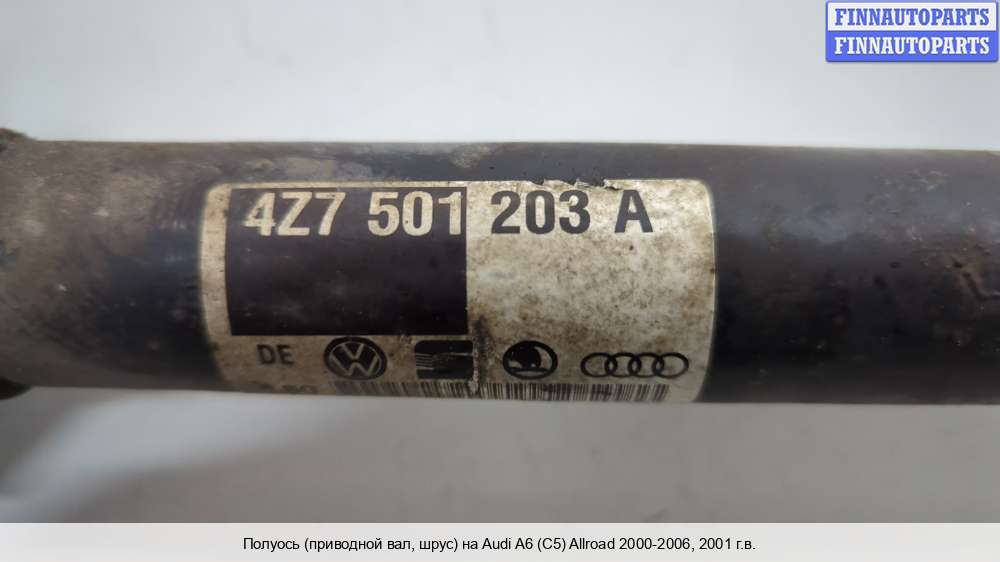 FINNAUTOPARTS
FINNAUTOPARTS
4Z7 501 203 A
DE
Полуось (приводной вал, шрус) на Audi A6 (C5) Allroad 2000-2006, 2001 г.в.